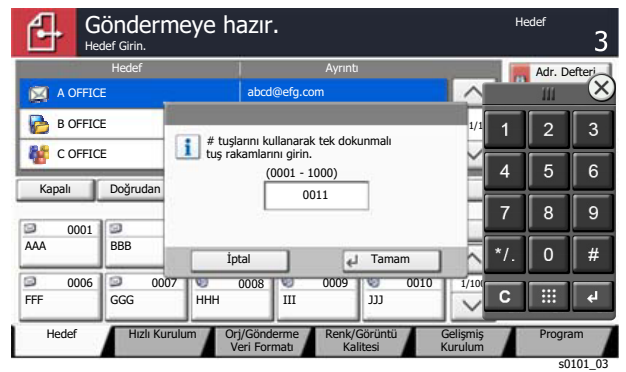 Göndermeye hazır.
Hedef Girin.
Hedef
3
Hedef
Ayrıntı
Adr. Defteri
A OFFICE
abcd@efg.com
B OFFICE
C OFFICE
1/1
# tuşlarını kullanarak tek dokunmalı
tuş rakamlarını girin.
(0001 - 1000)
0011
İptal
Tamam
Kapalı
Doğrudan
0001
AAA
BBB
0006
FFF
0007
GGG
0008
HHH
0009
III
0010
JJJ
1/100
1 2 3
4 5 6
7 8 9
*/. 0 #
C
Hedef
Hızlı Kurulum
Orj/Gönderme
Veri Formatı
Renk/Görüntü
Kalitesi
Gelişmiş
Kurulum
Program
s0101_03